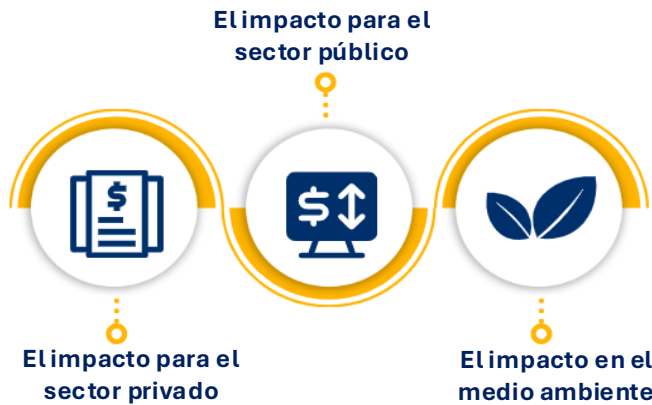 El impacto para el
sector público
$
$
El impacto para el
sector privado
El impacto en el
medio ambiente